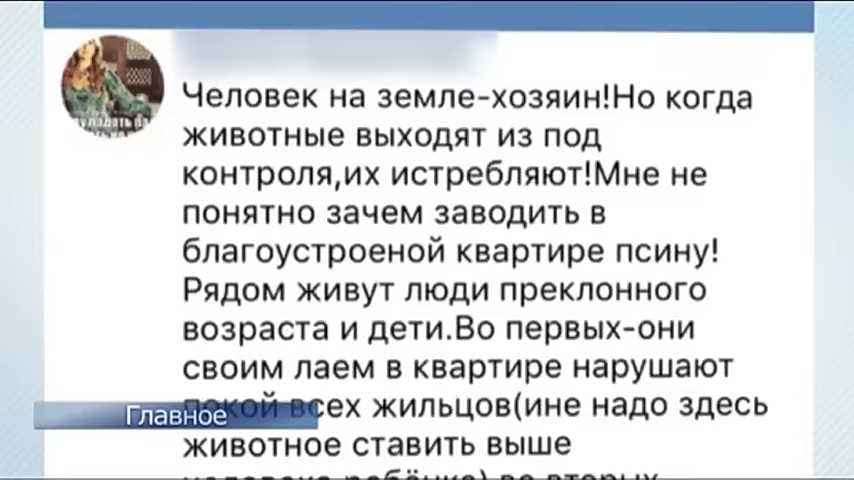 Человек на земле-хозяин!Но когда
животные выходят из под
контроля,их истребляют!Мне не
понятно зачем заводить в
благоустроеной квартире псину!
Рядом живут люди преклонного
возраста и дети.Во первых-они
своим лаем в квартире нарушают
покой всех жильцов(ине надо здесь
Главное
животное ставить выше